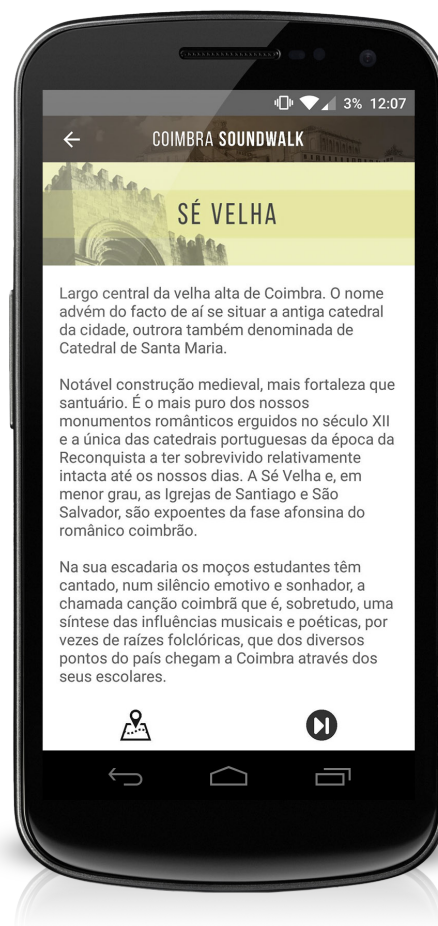 3% 12:07
COIMBRA SOUNDWALK
SÉ VELHA
Largo central da velha alta de Coimbra. O nome
advém do facto de aí se situar a antiga catedral
da cidade, outrora também denominada de
Catedral de Santa Maria.
Notável construção medieval, mais fortaleza que
santuário. É o mais puro dos nossos
monumentos românticos erguidos no século XII
e a única das catedrais portuguesas da época da
Reconquista a ter sobrevivido relativamente
intacta até os nossos dias. A Sé Velha e, em
menor grau, as Igrejas de Santiago e São
Salvador, são expoentes da fase afonsina do
românico coimbrão.
Na sua escadaria os moços estudantes têm
cantado, num silêncio emotivo e sonhador, a
chamada canção coimbrã que é, sobretudo, uma
síntese das influências musicais e poéticas, por
vezes de raízes folclóricas, que dos diversos
pontos do país chegam a Coimbra através dos
seus escolares.